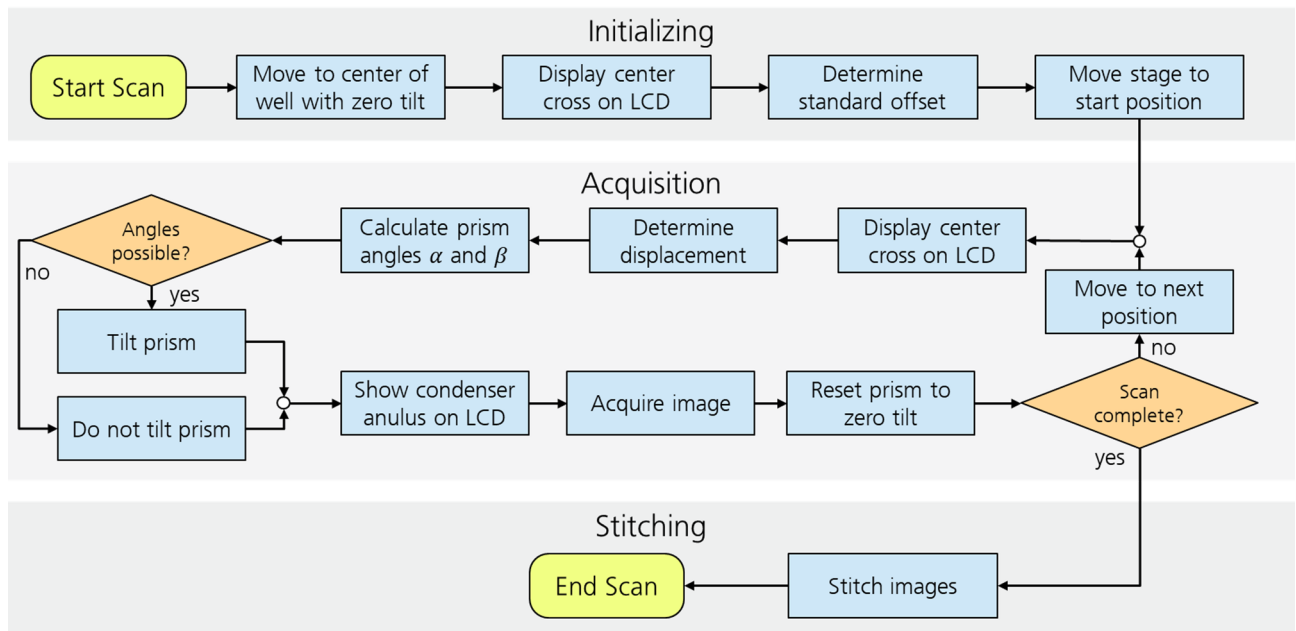 Initializing
Start Scan
Move to center of
well with zero tilt
Display center
cross on LCD
Determine
standard offset
Move stage to
start position
Acquisition
Display center
cross on LCD
Determine
displacement
Calculate prism
angles α and β
Angles
possible?
no
yes
Tilt prism
Do not tilt prism
Show condenser
anulus on LCD
Acquire image
Reset prism to
zero tilt
Scan
complete?
no
Move to next
position
yes
Stitching
Stitch images
End Scan